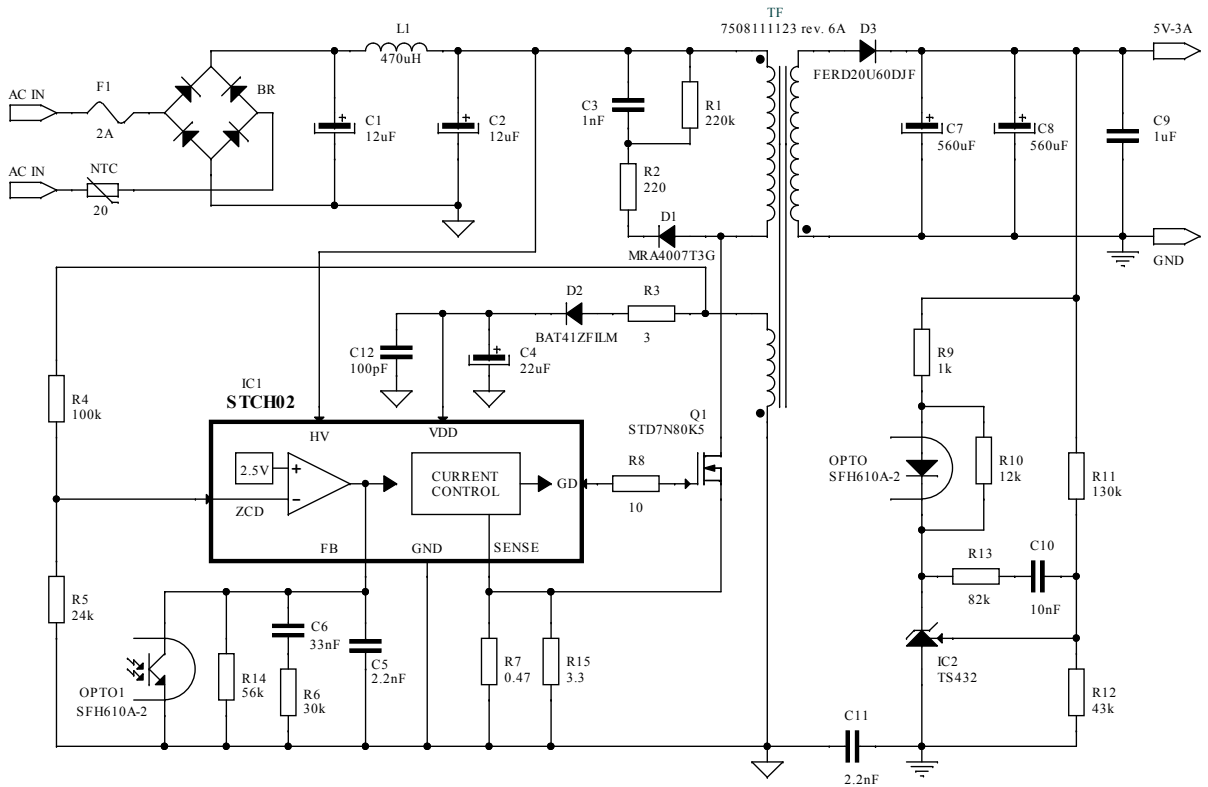 TF
7508111123 rev. 6A
D3
FERD20U60DJF
5V-3A
L1
470uH
AC IN
F1
2A
BR
C1
12uF
C2
12uF
C3
1nF
R1
220k
C7
560uF
C8
560uF
C9
1uF
AC IN
NTC
20
R2
220
D1
MRA4007T3G
GND
D2
BAT41ZFILM
R3
3
C12
100pF
C4
22uF
R9
1k
R4
100k
IC1
STCH02
HV
VDD
Q1
STD7N80K5
2.5V
+
−
ZCD
CURRENT
CONTROL
GD
R8
10
OPTO
SFH610A-2
R10
12k
R11
130k
FB
GND
SENSE
R13
82k
C10
10nF
R5
24k
OPTO1
SFH610A-2
R14
56k
C6
33nF
R6
30k
C5
2.2nF
R7
0.47
R15
3.3
IC2
TS432
R12
43k
C11
2.2nF